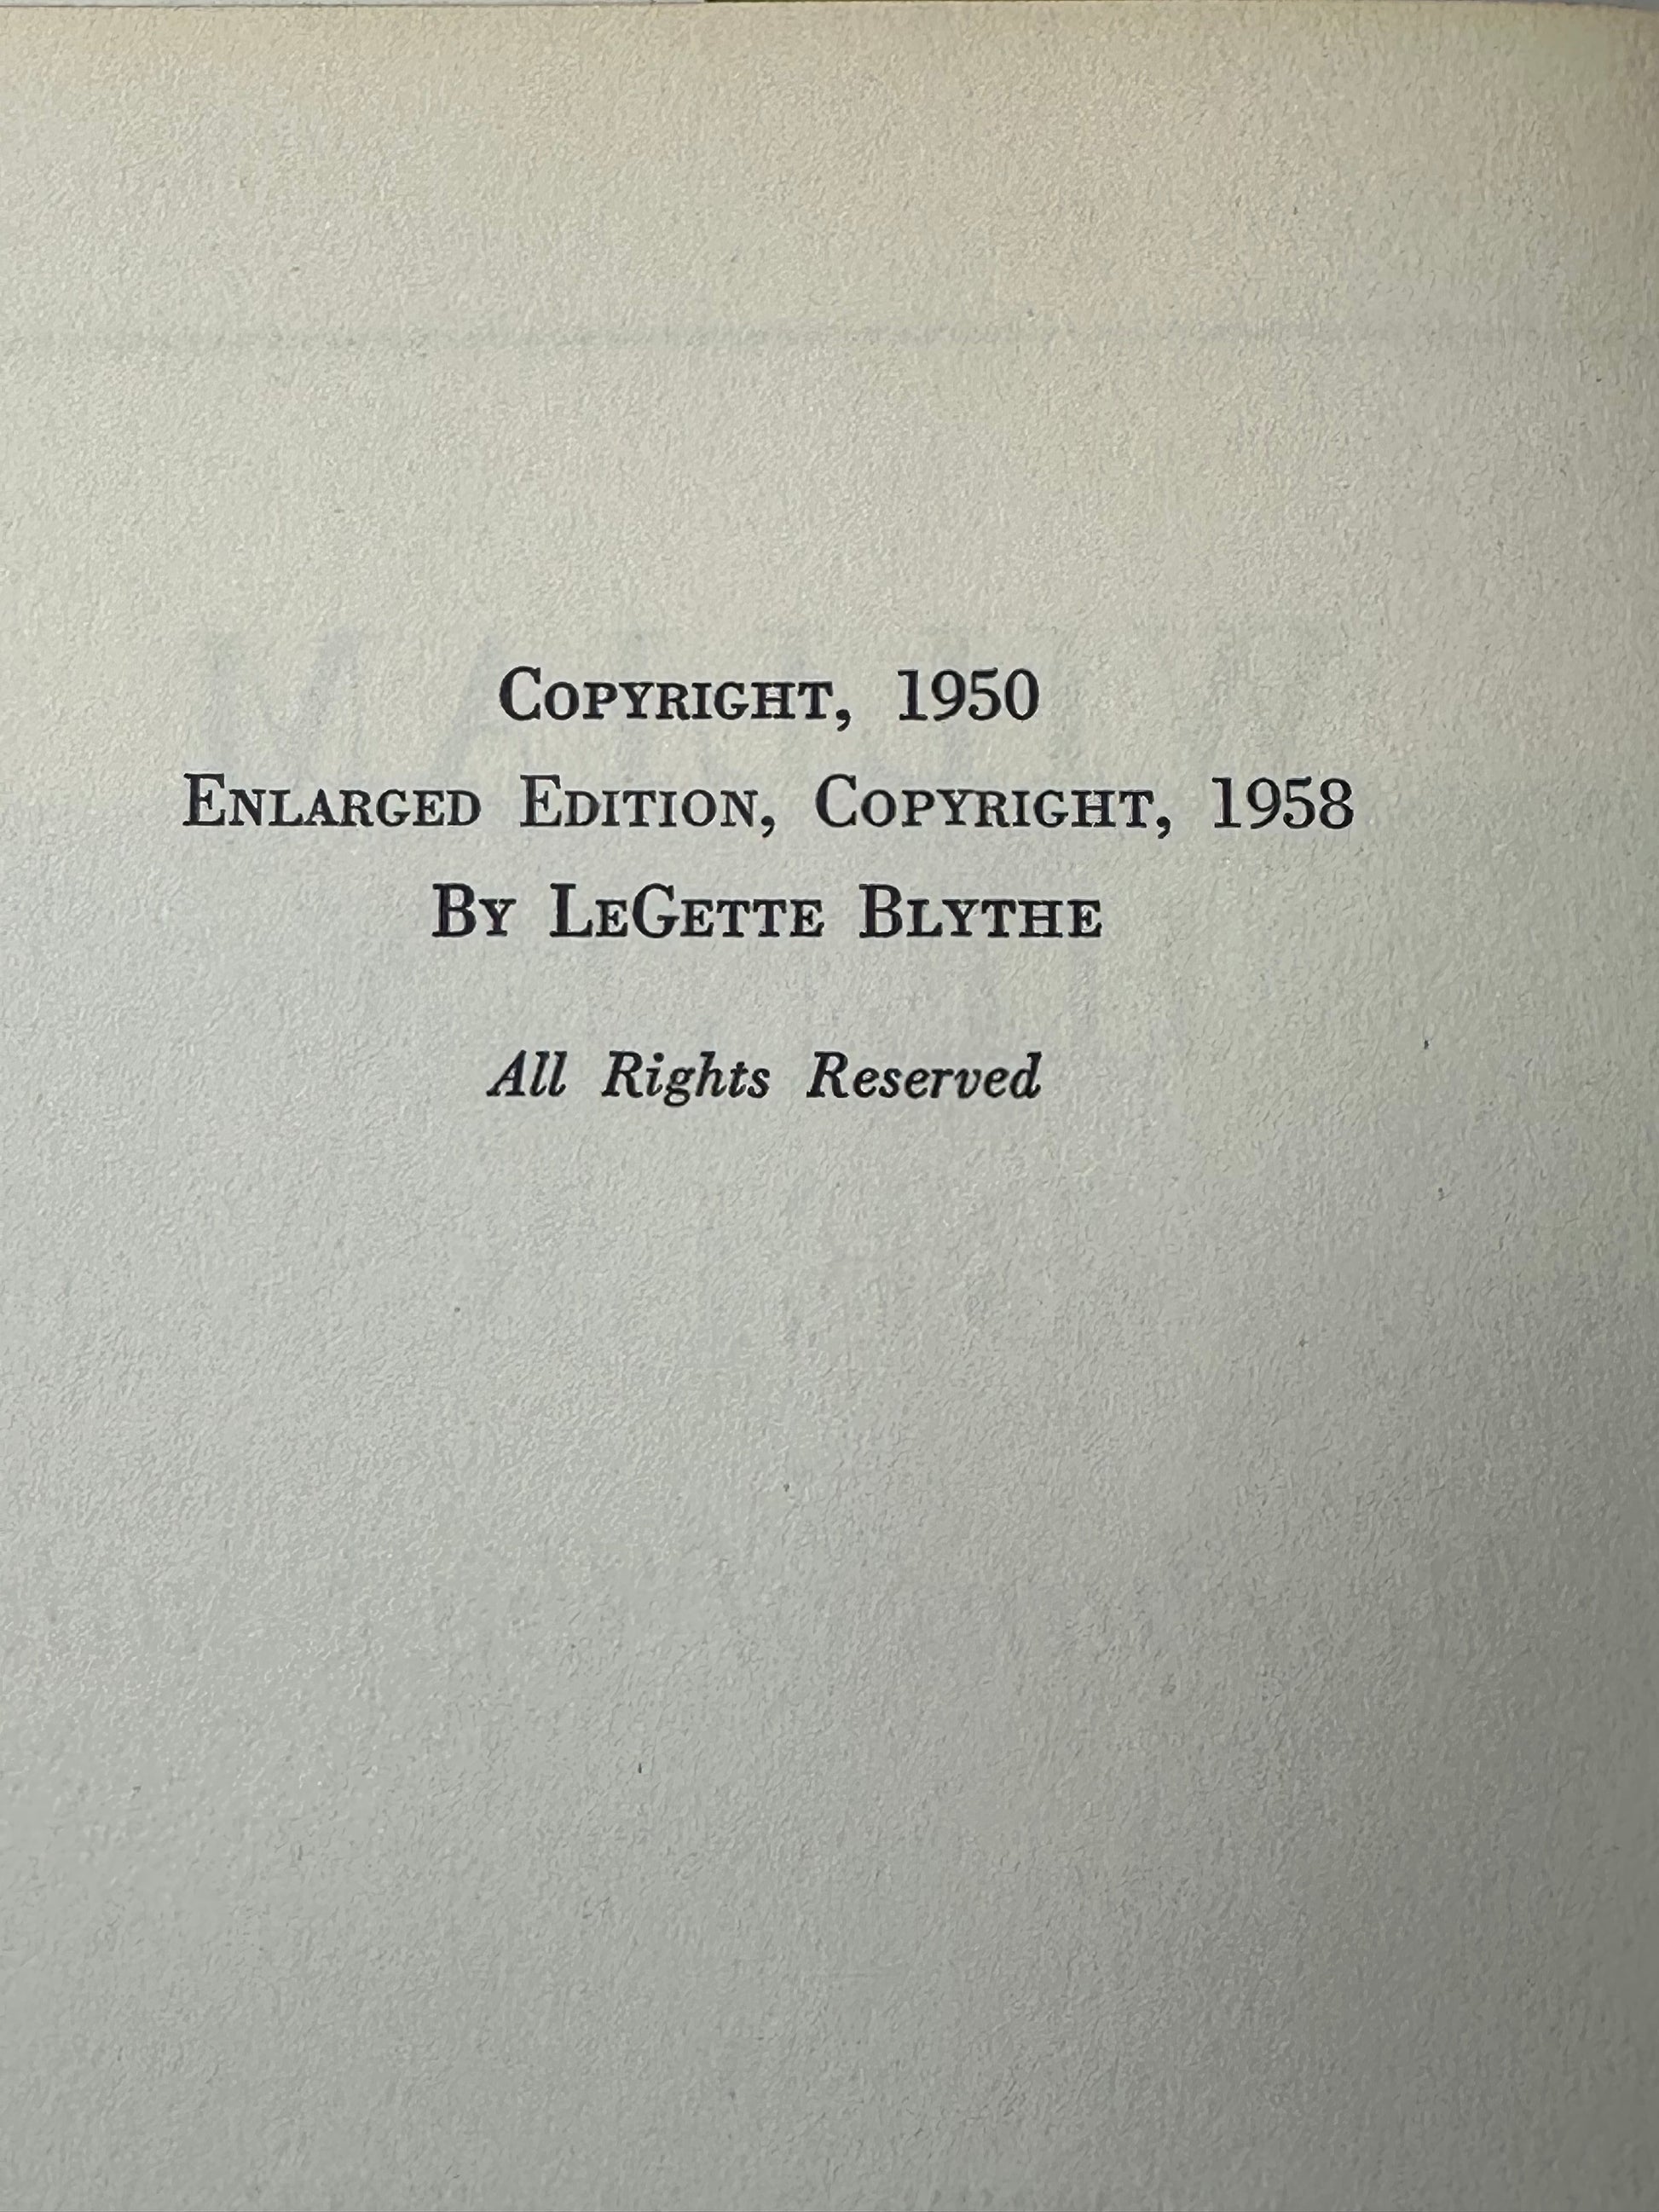 Copyright, 1950
Enlarged Edition, Copyright, 1958
By LeGette Blythe
All Rights Reserved